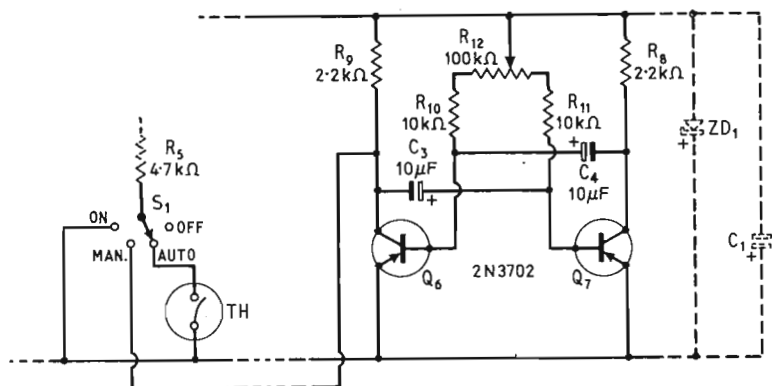 R9
2·2kΩ
R12
100kΩ
R8
2·2kΩ
R10
10kΩ
R11
10kΩ
C3
10μF
+
+
C4
10μF
ZD1
+
R5
4·7kΩ
S1
ON
OFF
MAN.
AUTO
TH
Q6
2N3702
Q7
C1
+